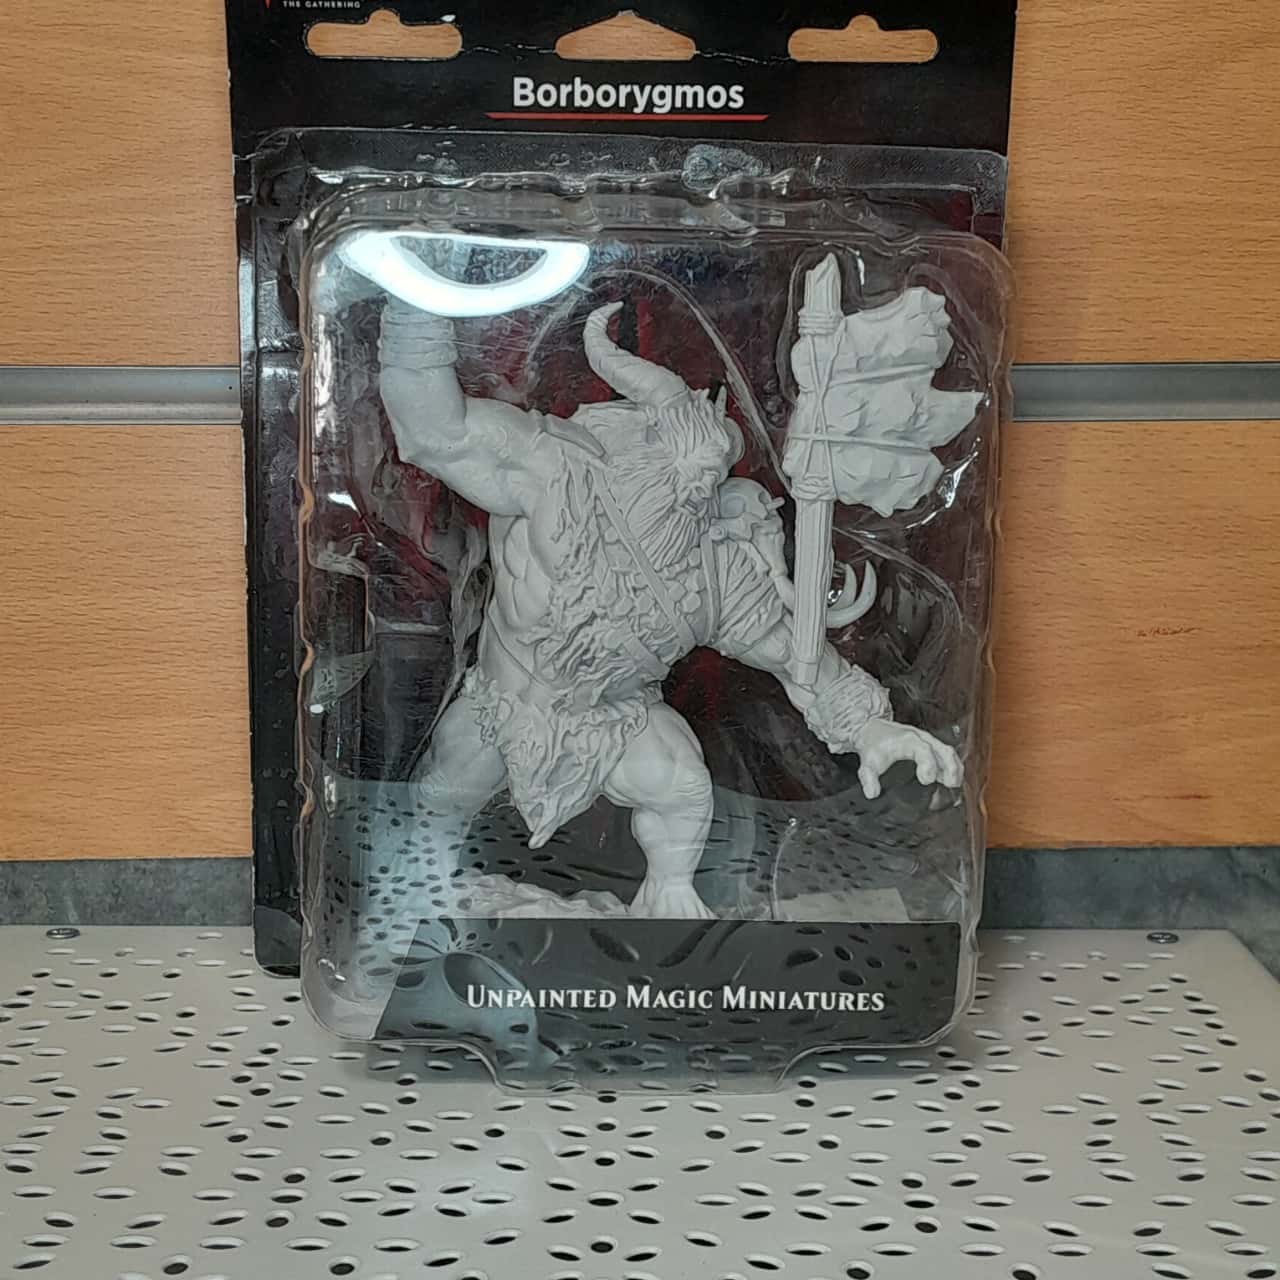 THE GATHERING
Borborygmos
UNPAINTED MAGIC MINIATURES